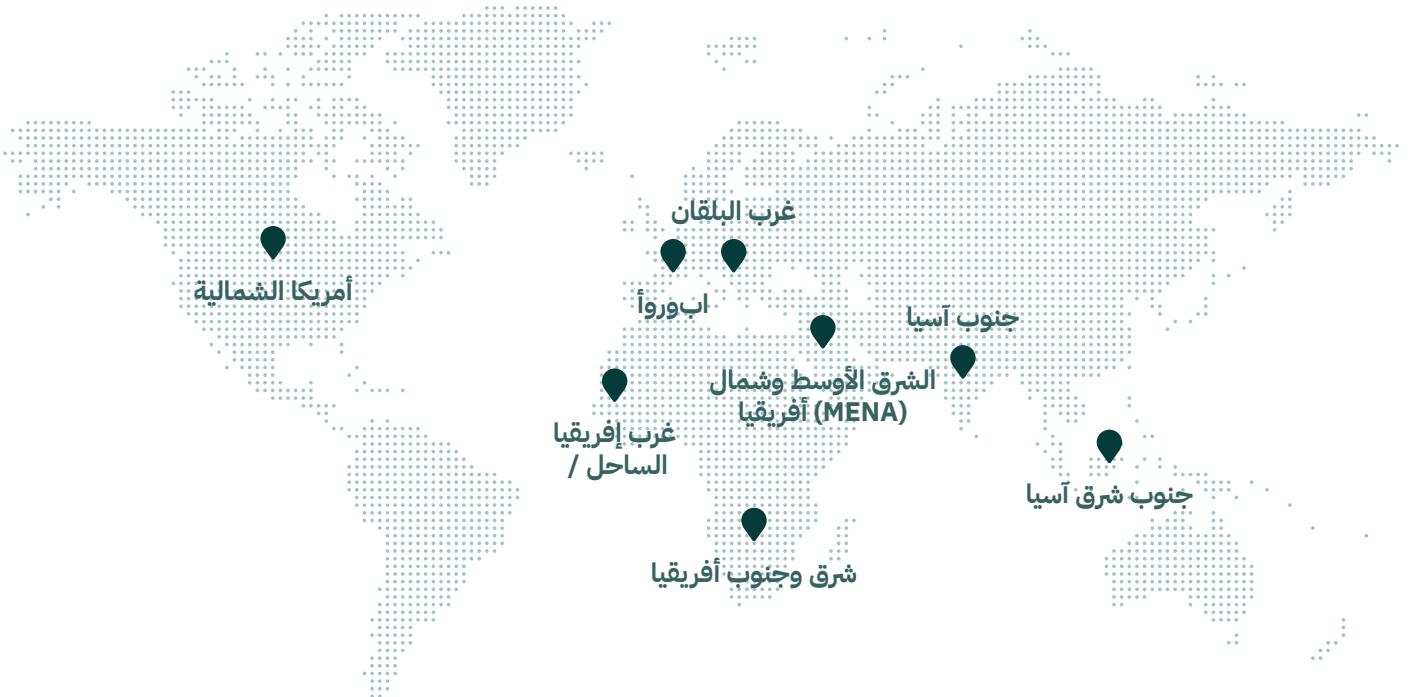 غرب البلقان
أمريكا الشمالية
ابوروأ
جنوب آسيا
الشرق الأوسط وشمال
(MENA) أفريقيا
غرب إفريقيا
الساحل /
جنوب شرق آسيا
شرق وجنوب أفريقيا